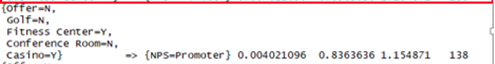 {Offer=N,
Golf=N,
Fitness Center=Y,
Conference Room=N,
Casino=Y} => {NPS=Promoter} 0.004021096 0.8363636 1.154871 138